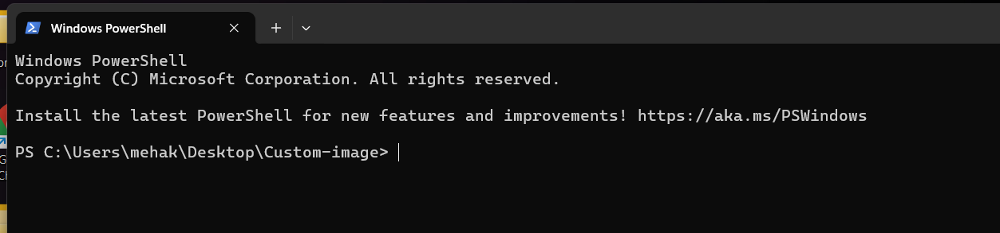 Windows PowerShell
Windows PowerShell
Copyright (C) Microsoft Corporation. All rights reserved.
Install the latest PowerShell for new features and improvements! https://aka.ms/PSWindows
PS C:\Users\mehak\Desktop\Custom-image>